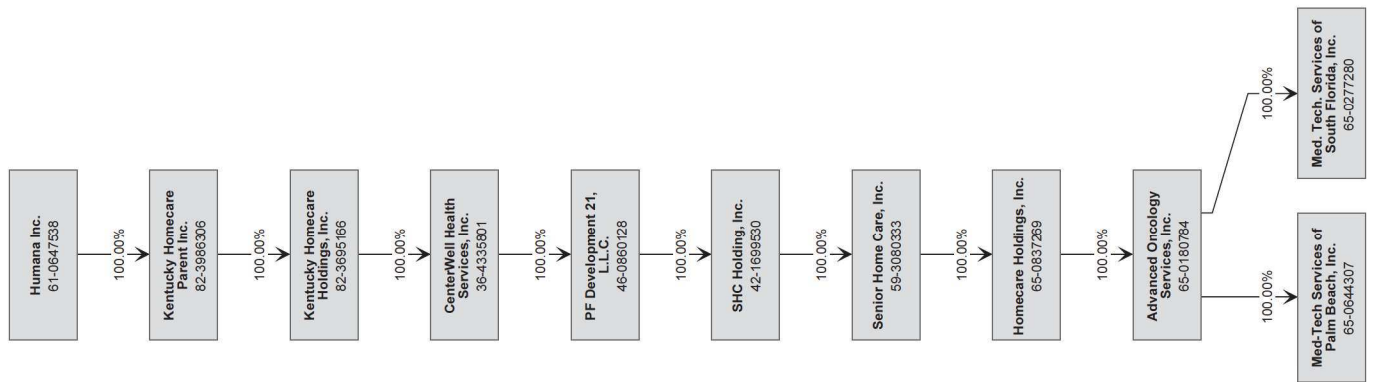 Humana Inc.
61-0647538
100.00%
Kentucky Homecare
Parent Inc.
82-3986306
100.00%
Kentucky Homecare
Holdings, Inc.
82-3695166
100.00%
CenterWell Health
Services, Inc.
36-4335801
100.00%
PF Development 21,
L.L.C.
46-0860128
100.00%
SHC Holding, Inc.
42-1699530
100.00%
Senior Home Care, Inc.
59-3080333
100.00%
Homecare Holdings, Inc.
65-0837269
100.00%
Advanced Oncology
Services, Inc.
65-0180784
100.00%
Med-Tech Services of
Palm Beach, Inc.
65-0644307
100.00%
Med. Tech. Services of
South Florida, Inc.
65-0277280